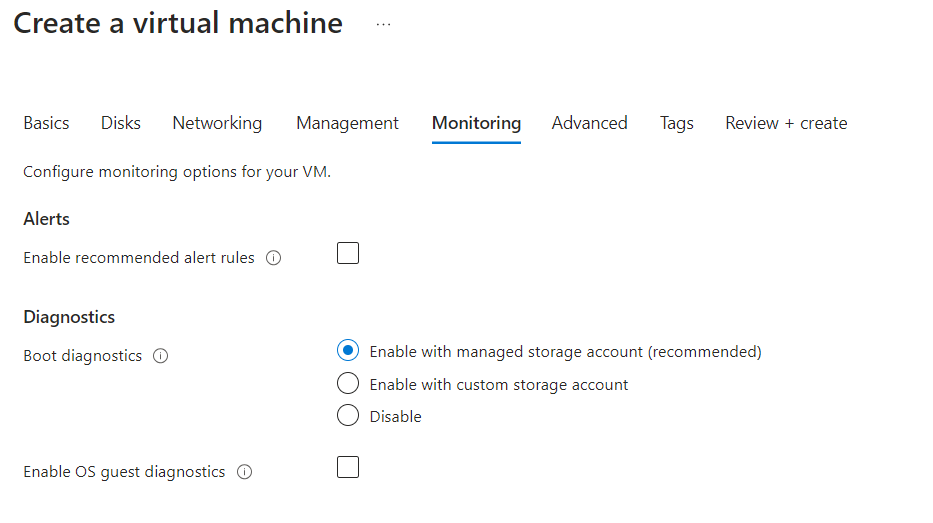 Create a virtual machine ...
Basics Disks Networking Management Monitoring Advanced Tags Review + create
Configure monitoring options for your VM.
Alerts
Enable recommended alert rules
Diagnostics
Boot diagnostics
Enable with managed storage account (recommended)
Enable with custom storage account
Disable
Enable OS guest diagnostics